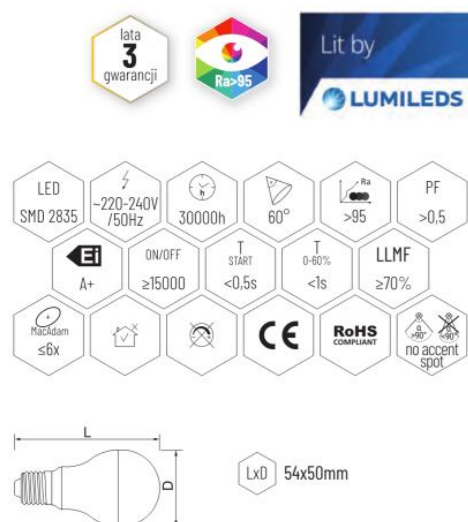 lata
3
gwarancji
Ra>95
Lit by
LUMILEDS
LED
SMD 2835
~220-240V
/50Hz
h
30000h
60°
Ra
>95
PF
>0,5
Ei
A+
ON/OFF
≥15000
T
START
<0,5s
T
0-60%
<1s
LLMF
≥70%
MacAdam
≤6x
CE
RoHS
COMPLIANT
α
>90°
<90°
no accent
spot
L
D
LxD
54x50mm